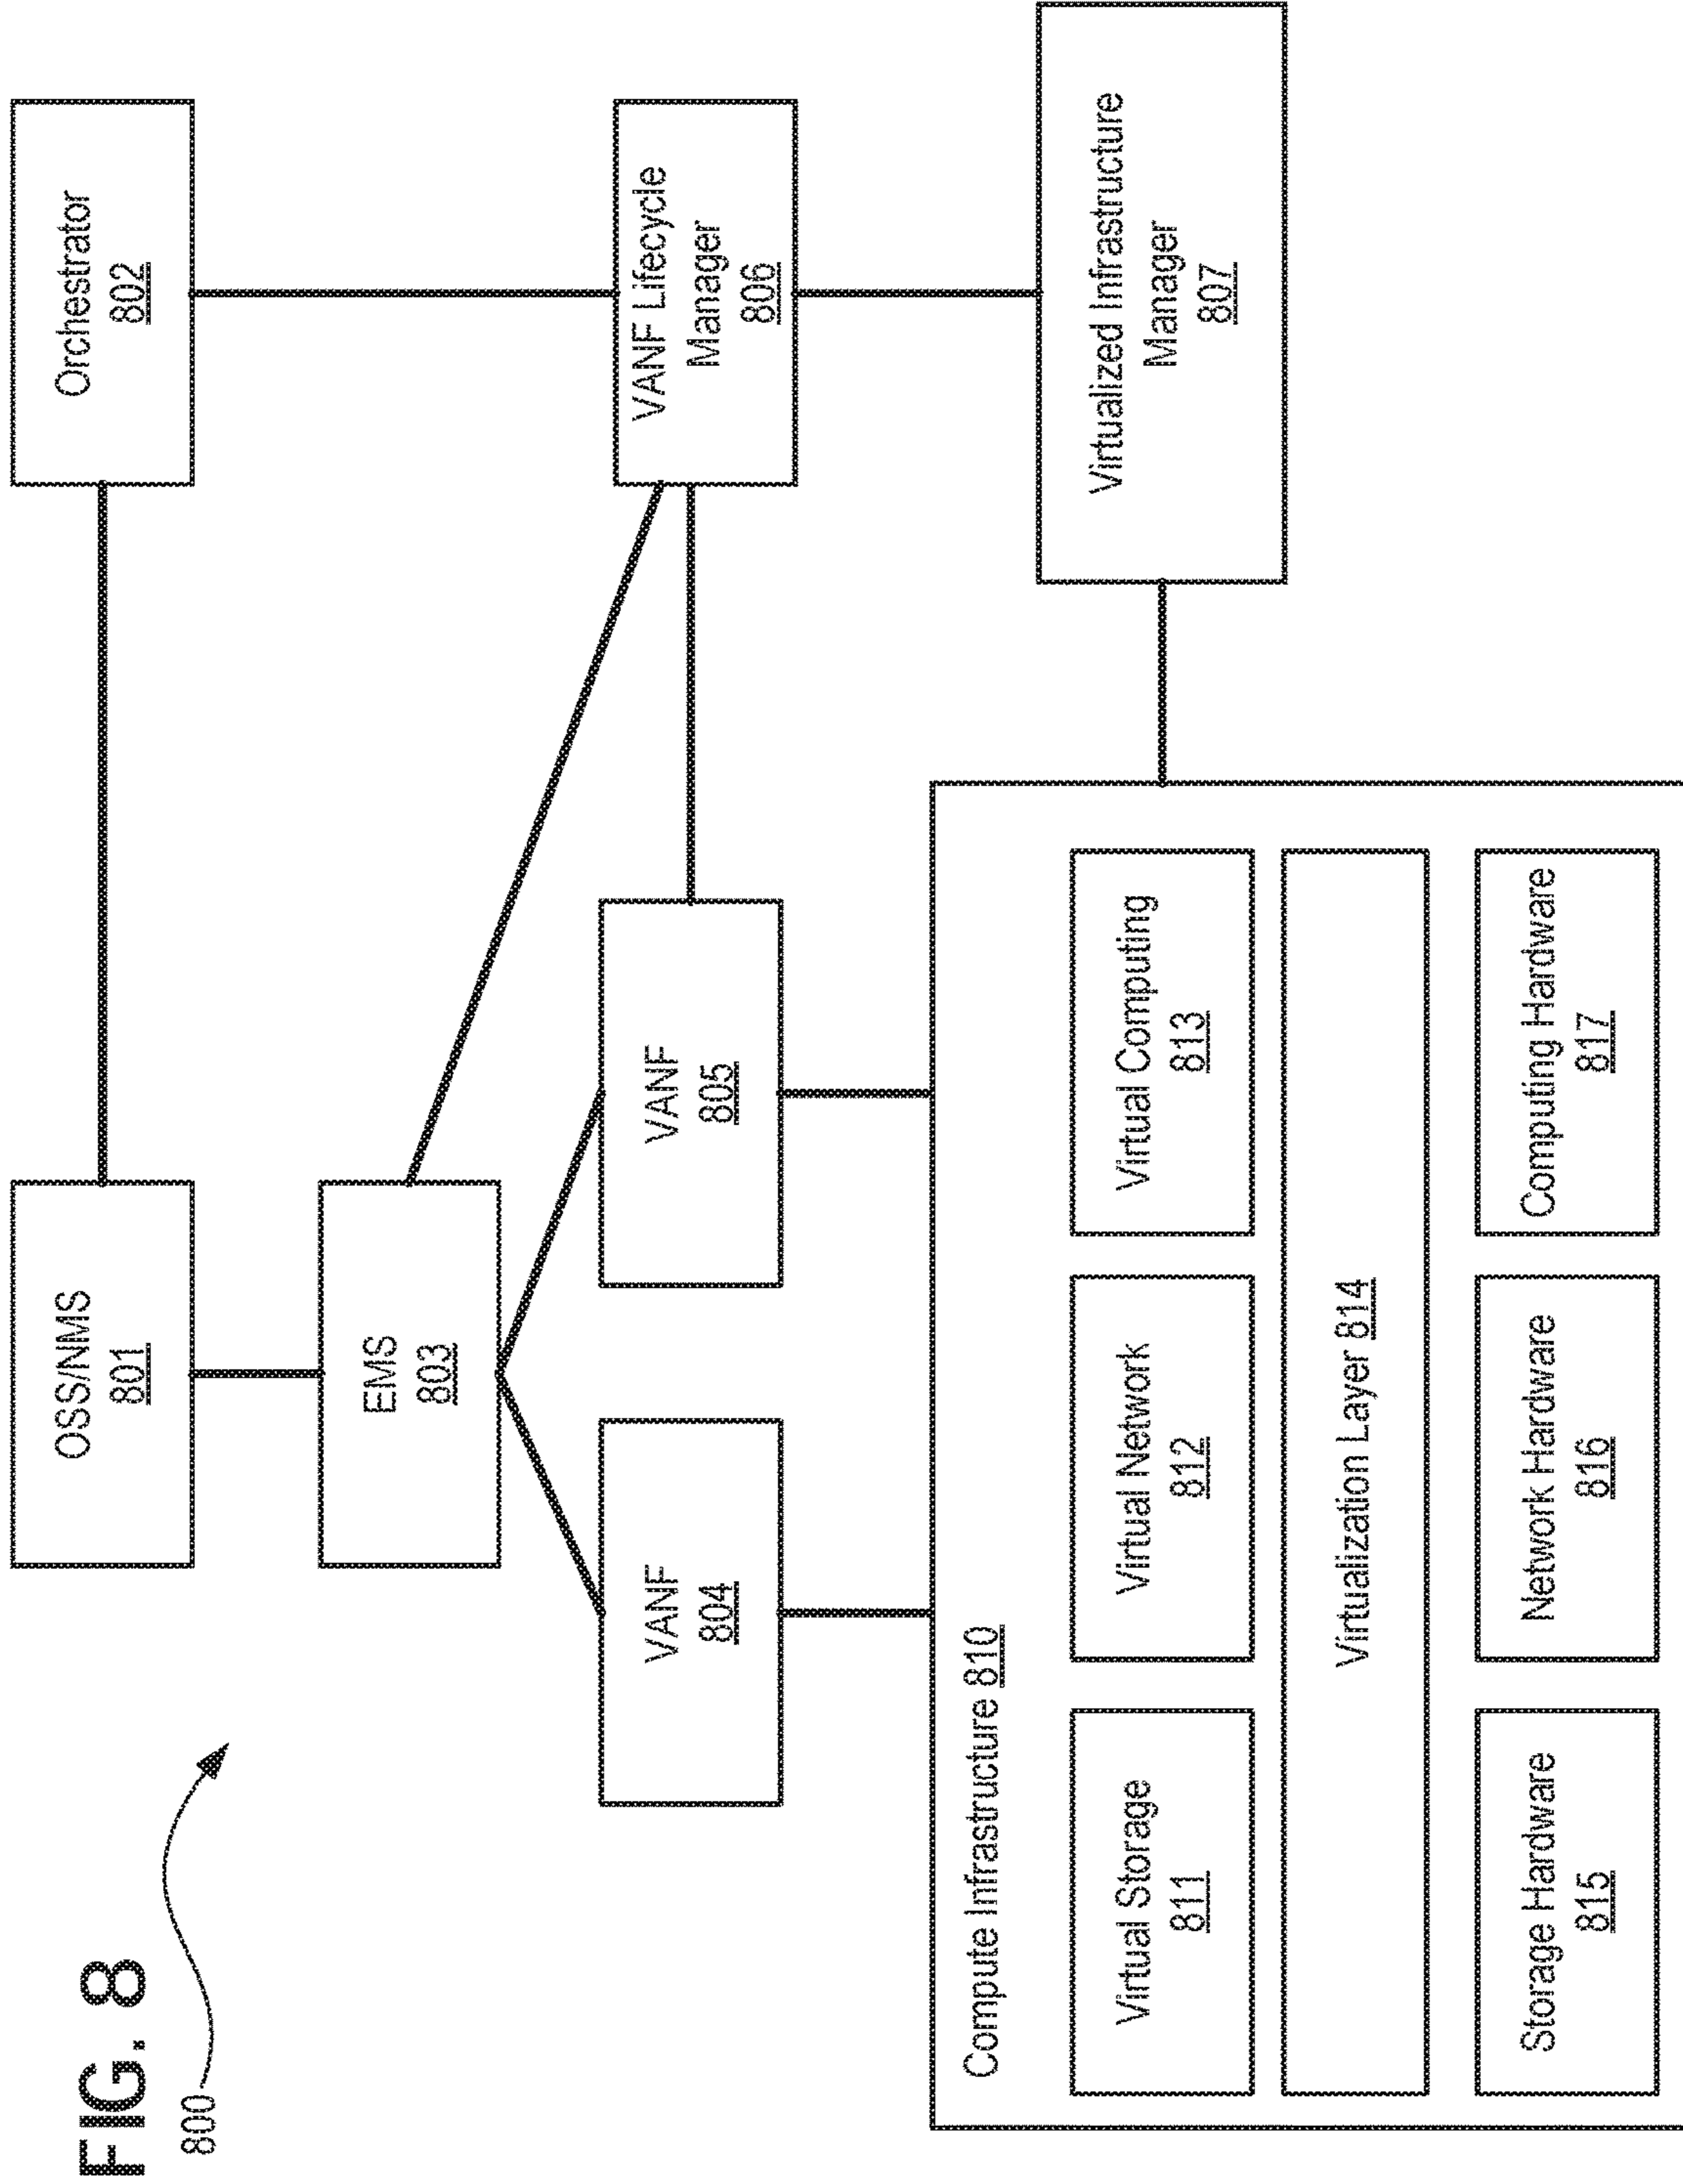 FIG. 8
800
OSS/NMS
801
Orchestrator
802
EMS
803
VANF
804
VANF
805
VANF Lifecycle
Manager
806
Compute Infrastructure 810
Virtualized Infrastructure
Manager
807
Virtual Storage
811
Virtual Network
812
Virtual Computing
813
Virtualization Layer 814
Storage Hardware
815
Network Hardware
816
Computing Hardware
817